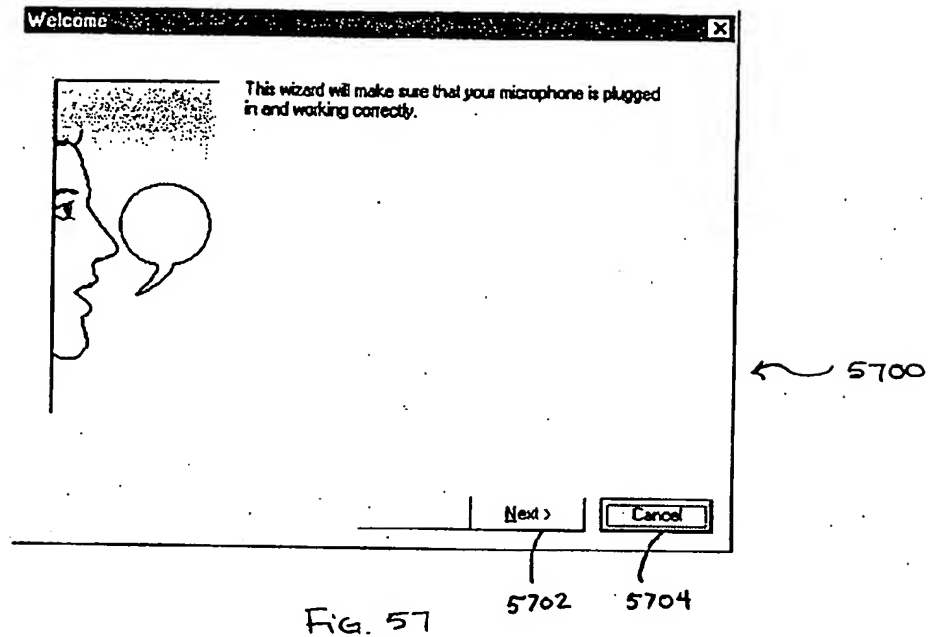 Welcome
This wizard will make sure that your microphone is plugged
in and working correctly.
5700
Next >
Cancel
5702
5704
FiG. 57